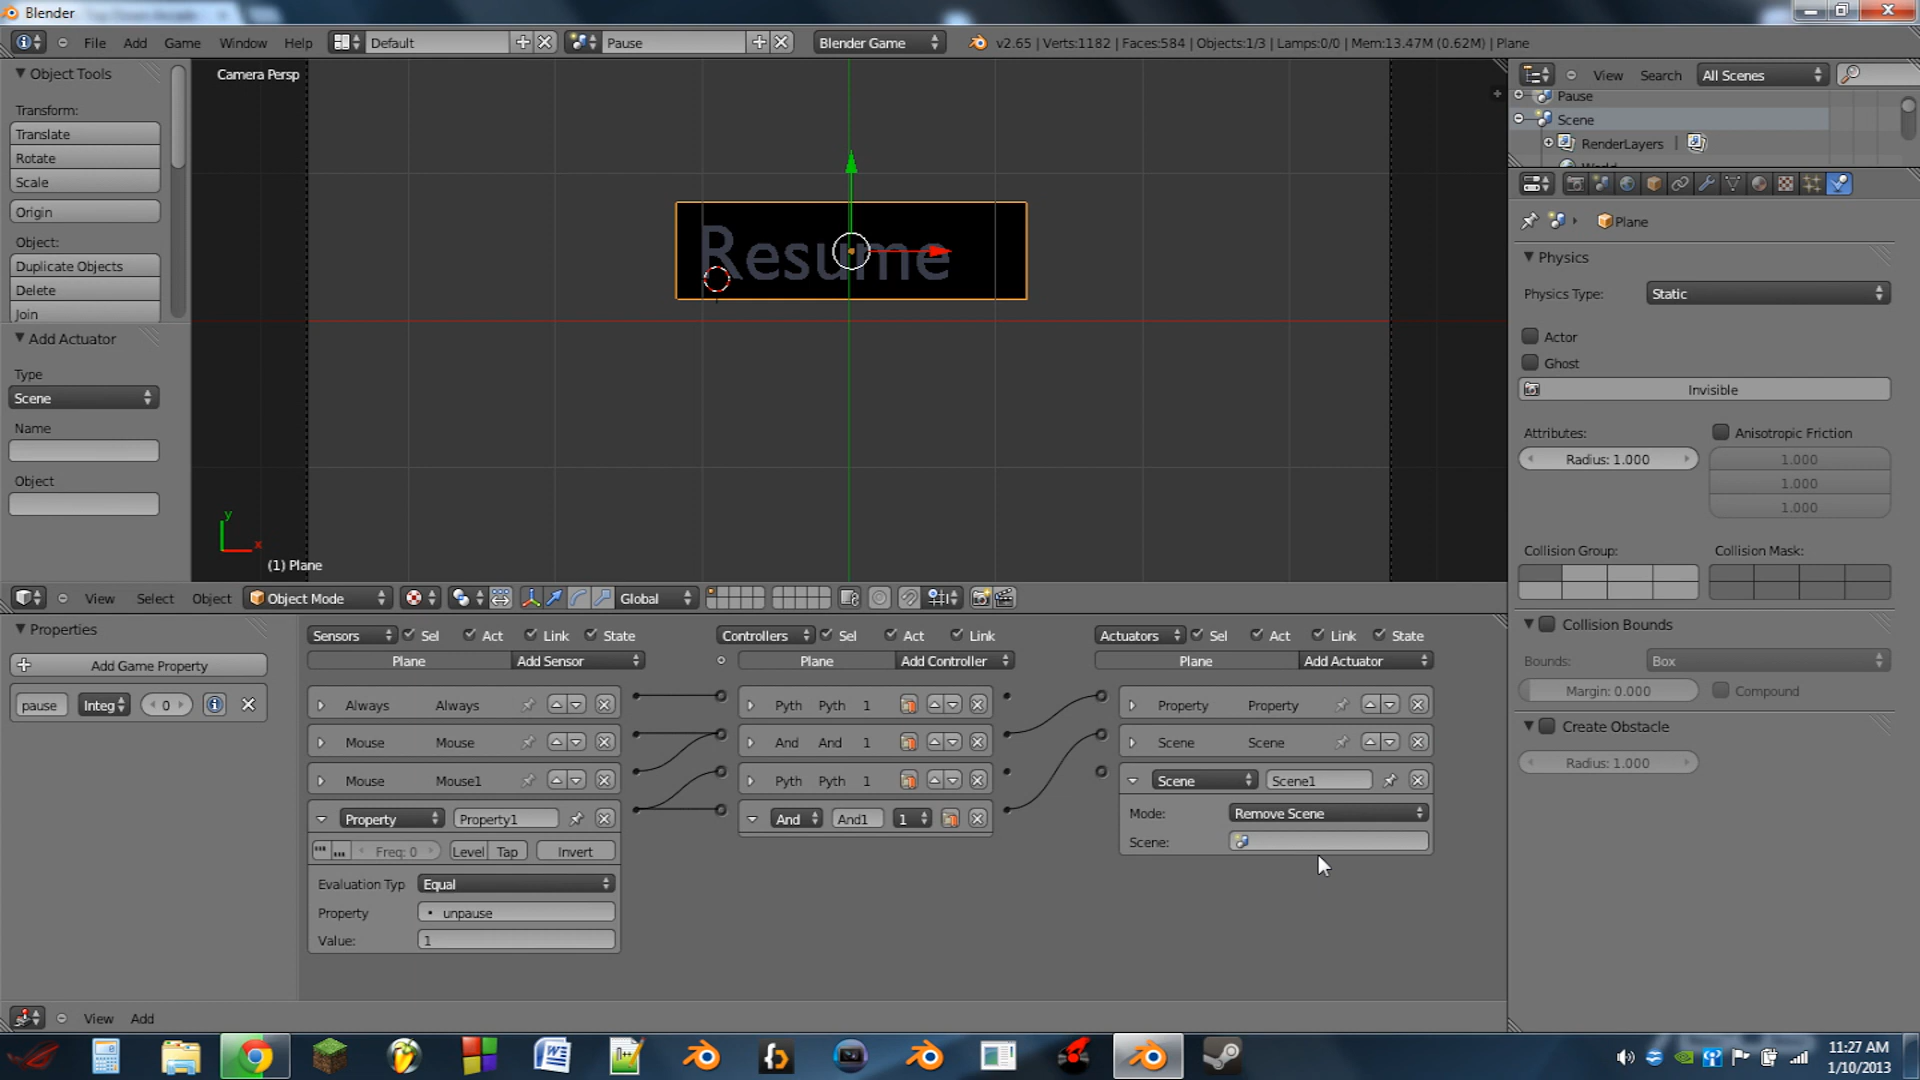 Blender
File Add Game Window Help Default Pause Blender Game v2.65 | Verts:1182 | Faces:584 | Objects:1/3 | Lamps:0/0 | Mem:13.47M (0.62M) | Plane
Object Tools
Transform:
Translate
Rotate
Scale
Origin
Object:
Duplicate Objects
Delete
Join
Add Actuator
Type
Scene
Name
Object
Camera Persp
Resume
y
x
(1) Plane
View Select Object Object Mode Global
View Search All Scenes
Pause
Scene
RenderLayers
World
Plane
Physics
Physics Type: Static
Actor
Ghost
Invisible
Attributes: Anisotropic Friction
Radius: 1.000 1.000
1.000
1.000
Collision Group: Collision Mask:
Collision Bounds
Bounds: Box
Margin: 0.000 Compound
Create Obstacle
Radius: 1.000
Properties
Add Game Property
pause Integ 0
Sensors Sel Act Link State
Plane Add Sensor
Always Always
Mouse Mouse
Mouse Mouse1
Property Property1
Freq: 0 Level Tap Invert
Evaluation Typ Equal
Property unpause
Value: 1
Controllers Sel Act Link
Plane Add Controller
Pyth Pyth 1
And And 1
Pyth Pyth 1
And And1 1
Actuators Sel Act Link State
Plane Add Actuator
Property Property
Scene Scene
Scene Scene1
Mode: Remove Scene
Scene:
View Add
11:27 AM
1/10/2013